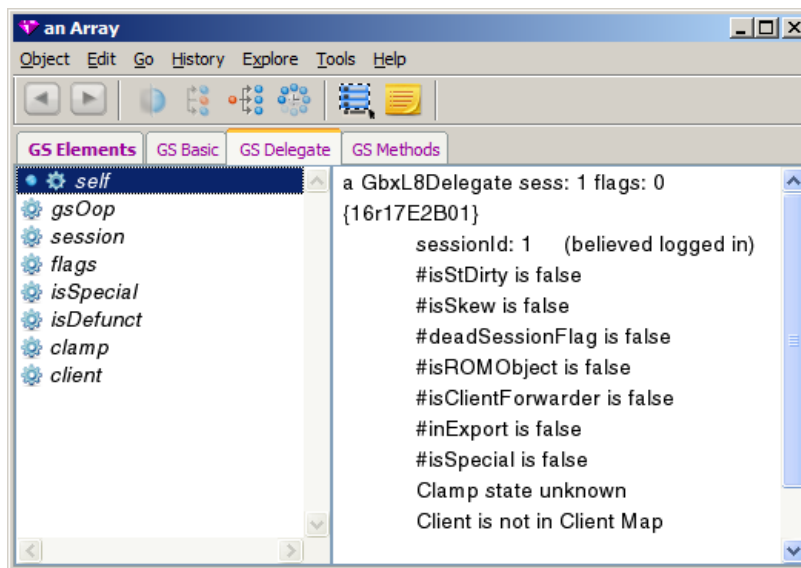 an Array
Object Edit Go History Explore Tools Help
GS Elements GS Basic GS Delegate GS Methods
self
gsOop
session
flags
isSpecial
isDefunct
clamp
client
a GbxL8Delegate sess: 1 flags: 0
{16r17E2B01}
sessionId: 1 (believed logged in)
#isStDirty is false
#isSkew is false
#deadSessionFlag is false
#isROMObject is false
#isClientForwarder is false
#inExport is false
#isSpecial is false
Clamp state unknown
Client is not in Client Map